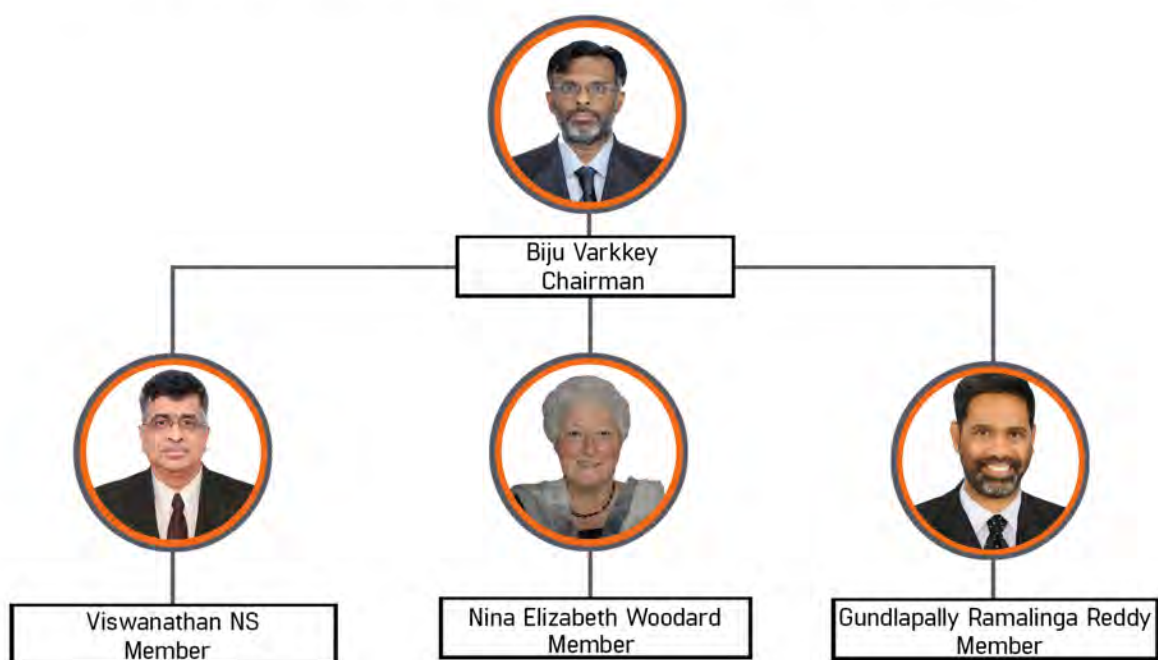 Biju Varkkey
Chairman
Viswanathan NS
Member
Nina Elizabeth Woodard
Member
Gundlapally Ramalinga Reddy
Member